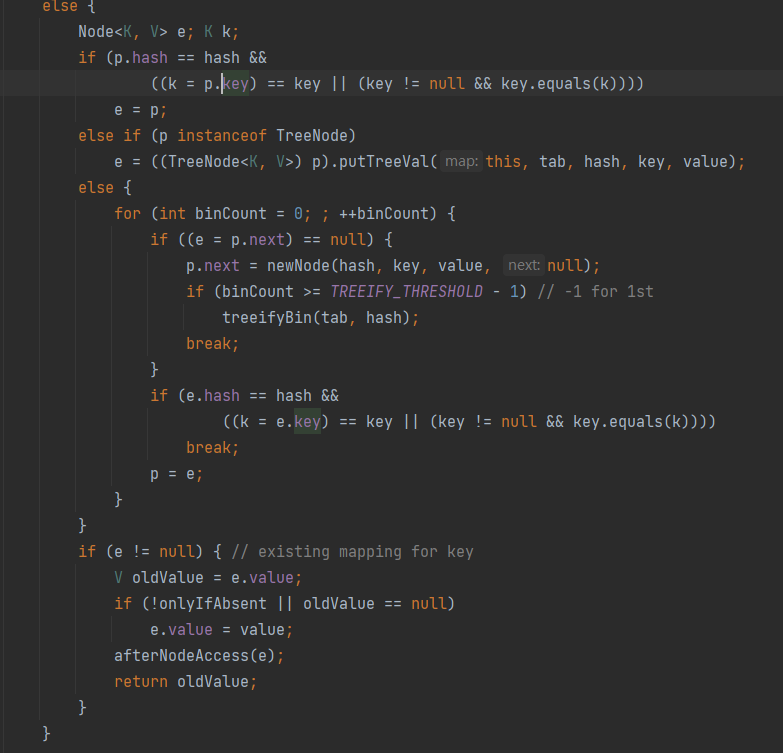 else {
Node<K, V> e; K k;
if (p.hash == hash &&
((k = p.key) == key || (key != null && key.equals(k))))
e = p;
else if (p instanceof TreeNode)
e = ((TreeNode<K, V>) p).putTreeVal( map: this, tab, hash, key, value);
else {
for (int binCount = 0; ; ++binCount) {
if ((e = p.next) == null) {
p.next = newNode(hash, key, value, next: null);
if (binCount >= TREEIFY_THRESHOLD - 1) // -1 for 1st
treeifyBin(tab, hash);
break;
}
if (e.hash == hash &&
((k = e.key) == key || (key != null && key.equals(k))))
break;
p = e;
}
}
if (e != null) { // existing mapping for key
V oldValue = e.value;
if (!onlyIfAbsent || oldValue == null)
e.value = value;
afterNodeAccess(e);
return oldValue;
}
}